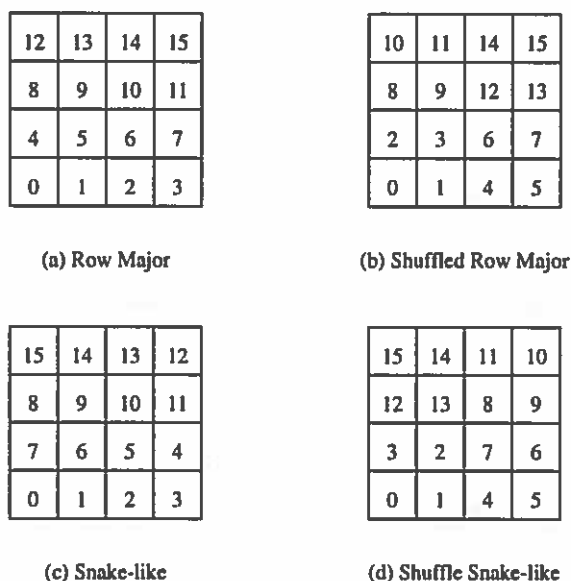 12 13 14 15
8 9 10 11
4 5 6 7
0 1 2 3
(a) Row Major
10 11 14 15
8 9 12 13
2 3 6 7
0 1 4 5
(b) Shuffled Row Major
15 14 13 12
8 9 10 11
7 6 5 4
0 1 2 3
(c) Snake-like
15 14 11 10
12 13 8 9
3 2 7 6
0 1 4 5
(d) Shuffle Snake-like